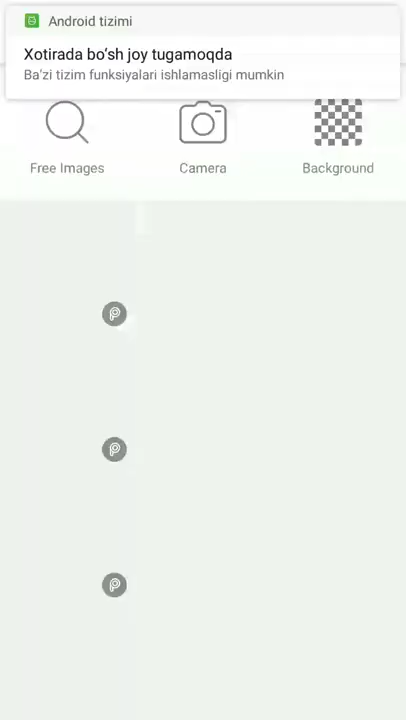 Android tizimi
Xotirada bo‘sh joy tugamoqda
Ba'zi tizim funksiyalari ishlamasligi mumkin
Free Images
Camera
Background